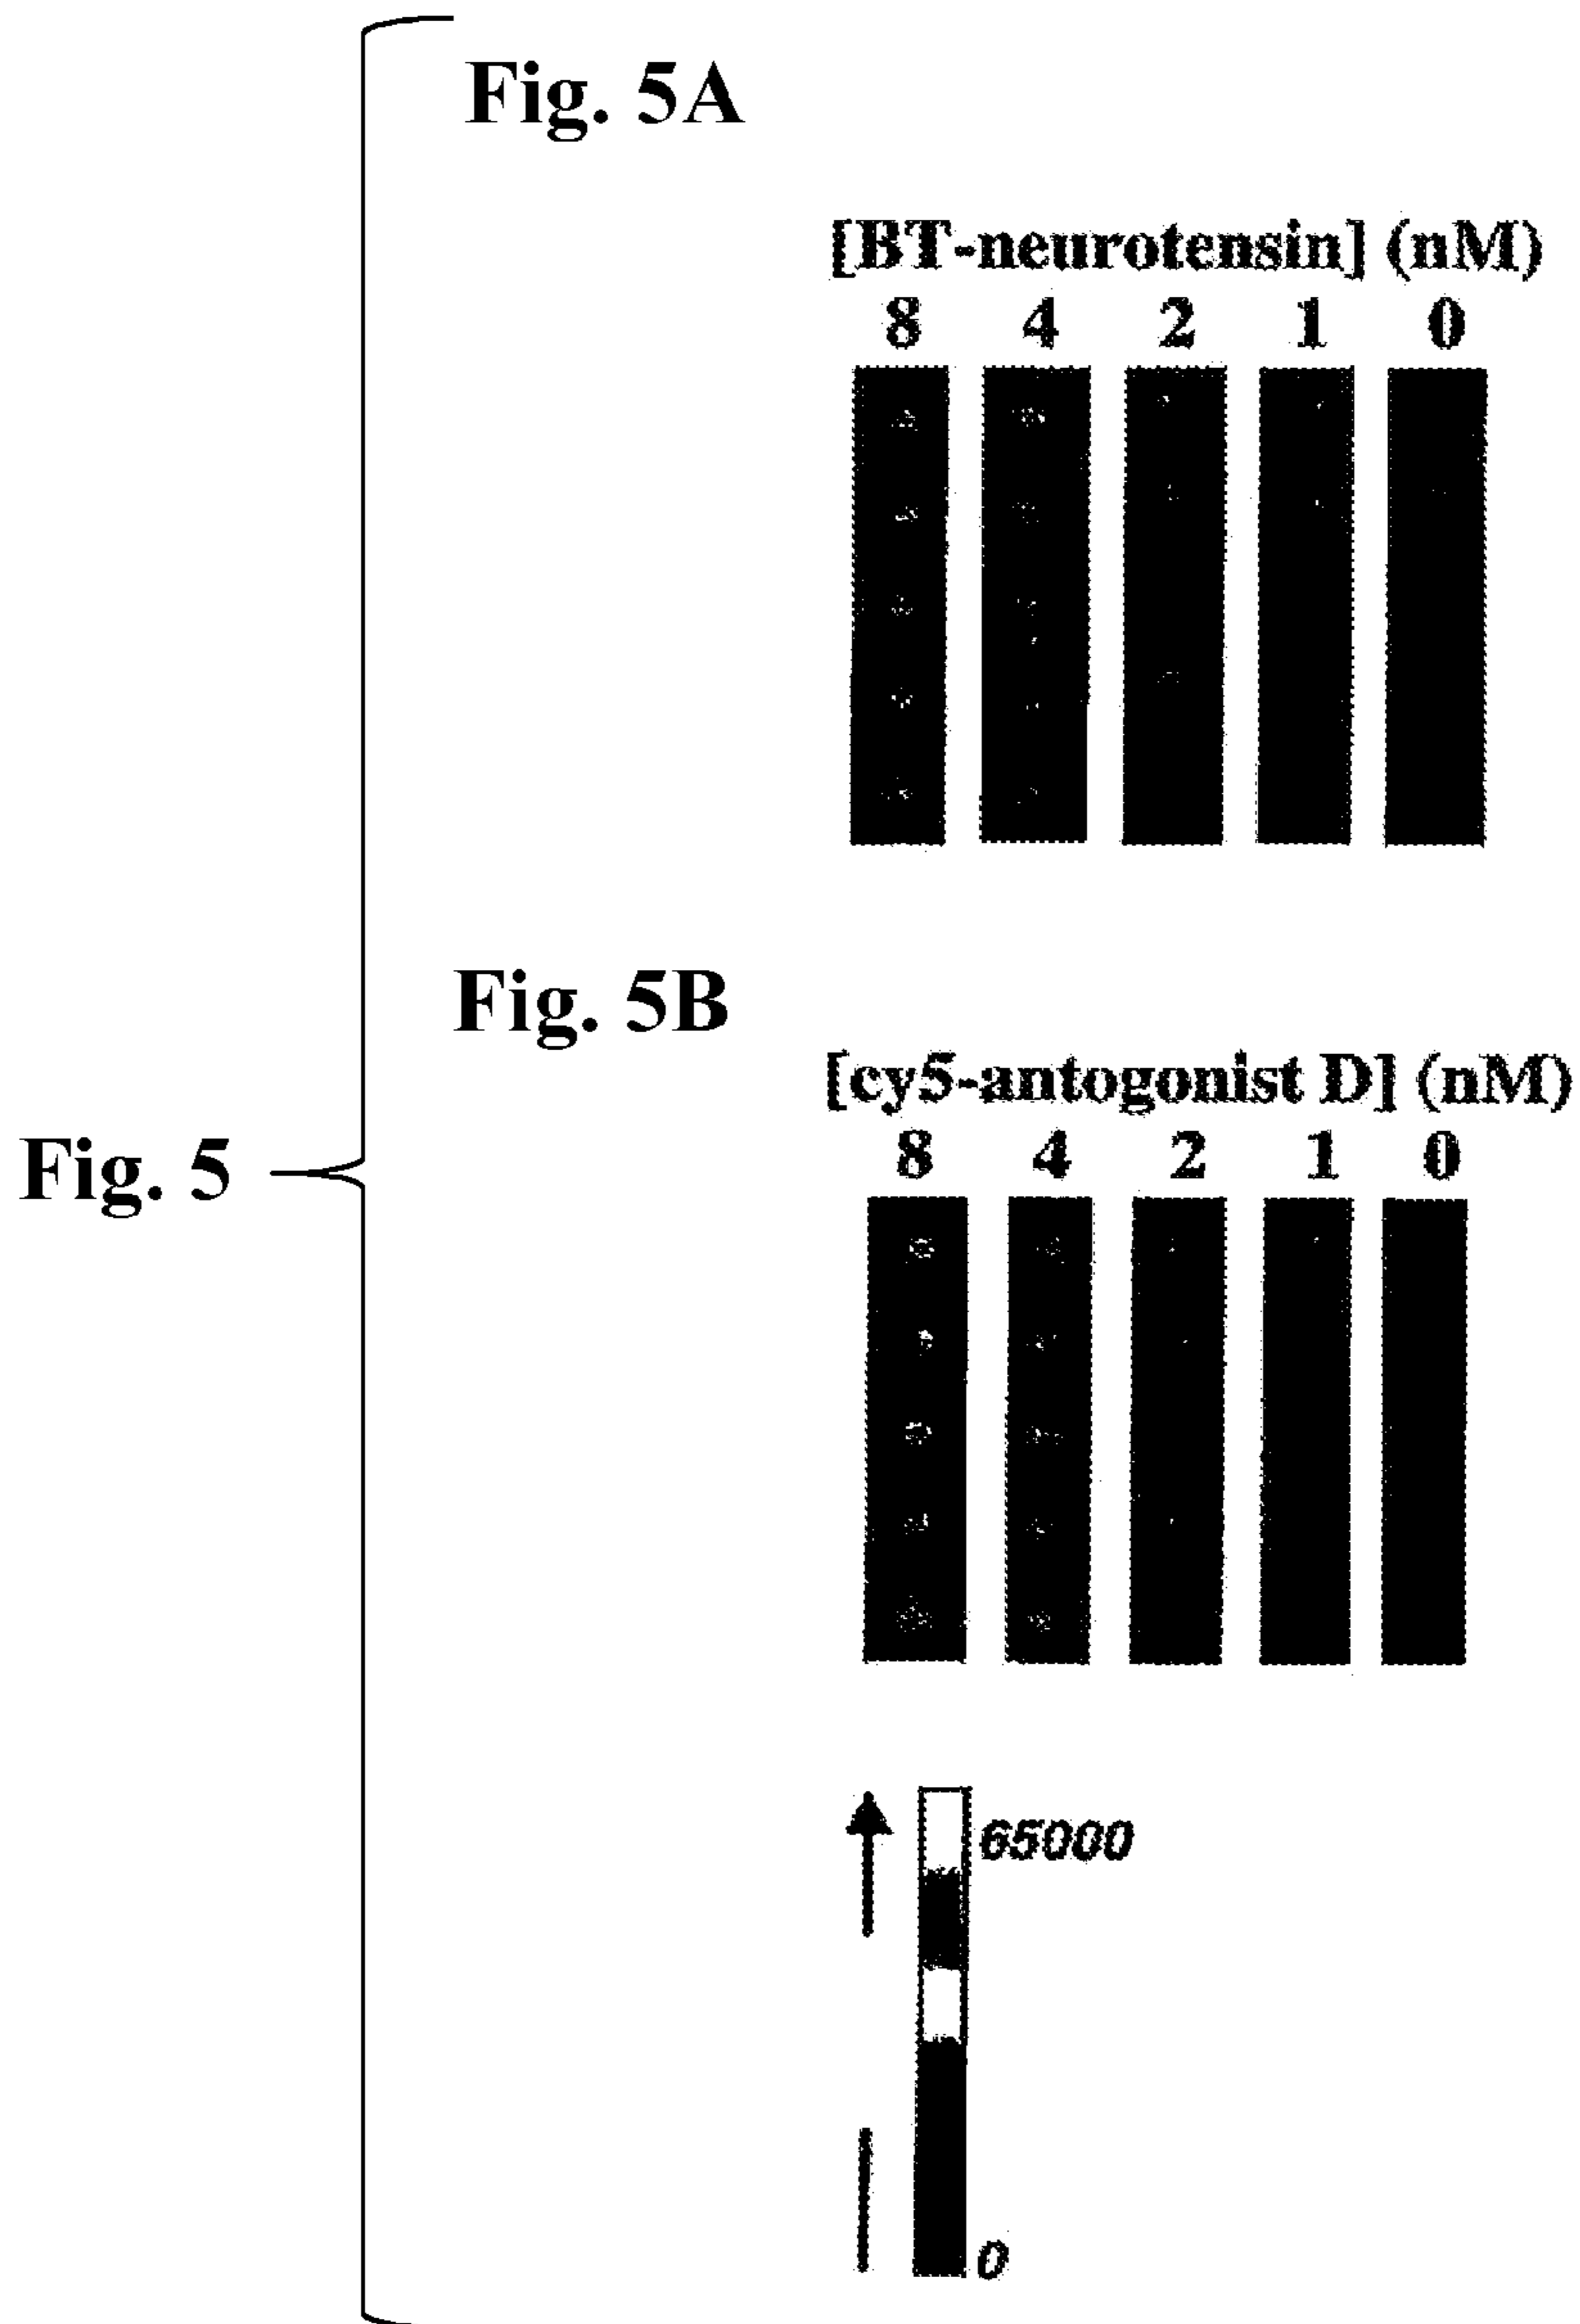 Fig. 5A
[BT-neurotensin] (nM)
8 4 2 1 0
Fig. 5B
[cy5-antogonist D] (nM)
8 4 2 1 0
Fig. 5
65000
0